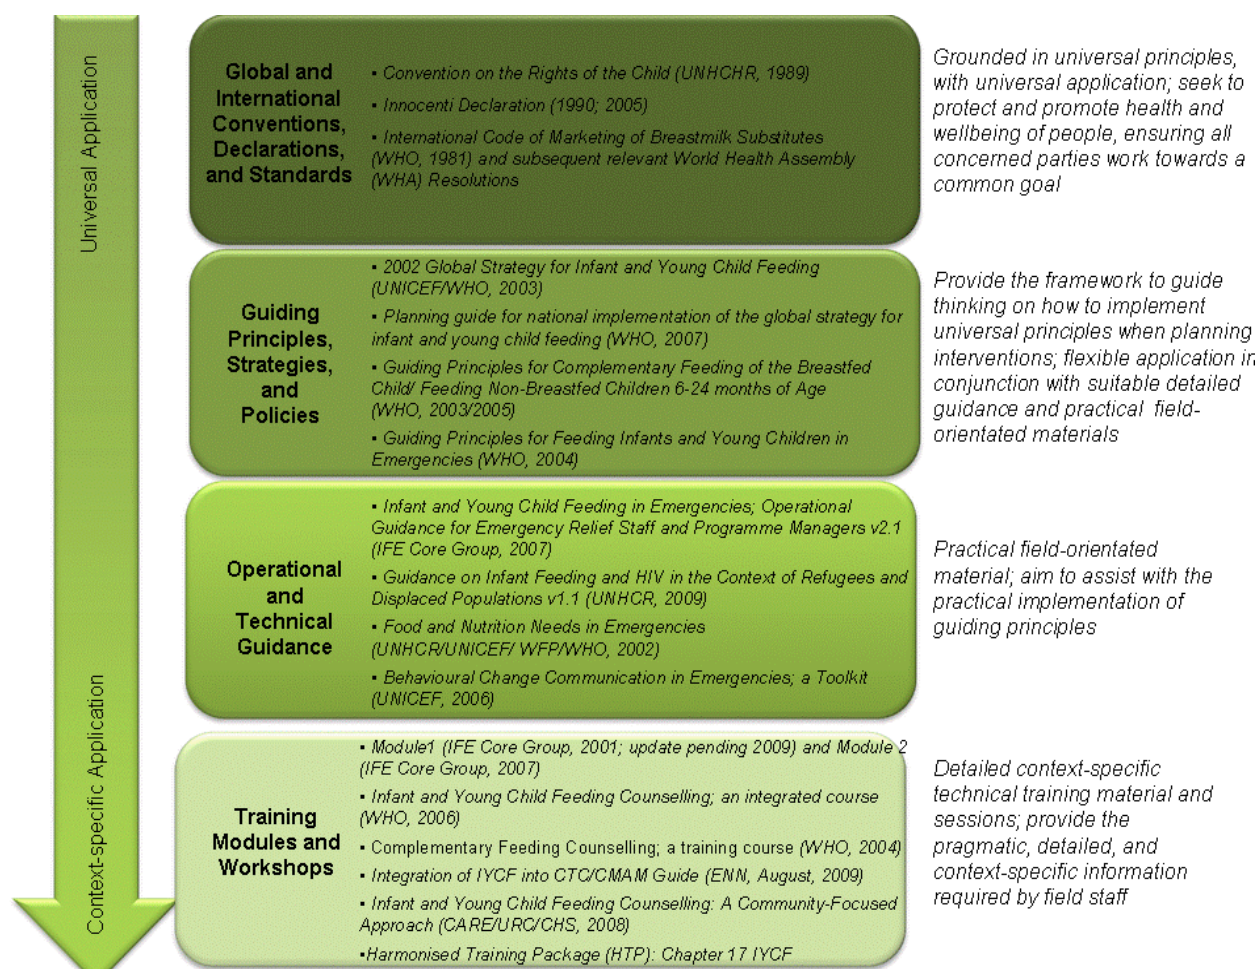 Universal Application
Context-specific Application
Global and
International
Conventions,
Declarations,
and Standards
▪ Convention on the Rights of the Child (UNHCHR, 1989)
▪ Innocenti Declaration (1990; 2005)
▪ International Code of Marketing of Breastmilk Substitutes
(WHO, 1981) and subsequent relevant World Health Assembly
(WHA) Resolutions
Grounded in universal principles,
with universal application; seek to
protect and promote health and
wellbeing of people, ensuring all
concerned parties work towards a
common goal
Guiding
Principles,
Strategies,
and
Policies
▪ 2002 Global Strategy for Infant and Young Child Feeding
(UNICEF/WHO, 2003)
▪ Planning guide for national implementation of the global strategy for
infant and young child feeding (WHO, 2007)
▪ Guiding Principles for Complementary Feeding of the Breastfed
Child/ Feeding Non-Breastfed Children 6-24 months of Age
(WHO, 2003/2005)
▪ Guiding Principles for Feeding Infants and Young Children in
Emergencies (WHO, 2004)
Provide the framework to guide
thinking on how to implement
universal principles when planning
interventions; flexible application in
conjunction with suitable detailed
guidance and practical field-
orientated materials
Operational
and
Technical
Guidance
▪ Infant and Young Child Feeding in Emergencies; Operational
Guidance for Emergency Relief Staff and Programme Managers v2.1
(IFE Core Group, 2007)
▪ Guidance on Infant Feeding and HIV in the Context of Refugees and
Displaced Populations v1.1 (UNHCR, 2009)
▪ Food and Nutrition Needs in Emergencies
(UNHCR/UNICEF/ WFP/WHO, 2002)
▪ Behavioural Change Communication in Emergencies; a Toolkit
(UNICEF, 2006)
Practical field-orientated
material; aim to assist with the
practical implementation of
guiding principles
Training
Modules and
Workshops
▪ Module1 (IFE Core Group, 2001; update pending 2009) and Module 2
(IFE Core Group, 2007)
▪ Infant and Young Child Feeding Counselling; an integrated course
(WHO, 2006)
▪ Complementary Feeding Counselling; a training course (WHO, 2004)
▪ Integration of IYCF into CTC/CMAM Guide (ENN, August, 2009)
▪ Infant and Young Child Feeding Counselling: A Community-Focused
Approach (CARE/URC/CHS, 2008)
▪Harmonised Training Package (HTP): Chapter 17 IYCF
Detailed context-specific
technical training material and
sessions; provide the
pragmatic, detailed, and
context-specific information
required by field staff